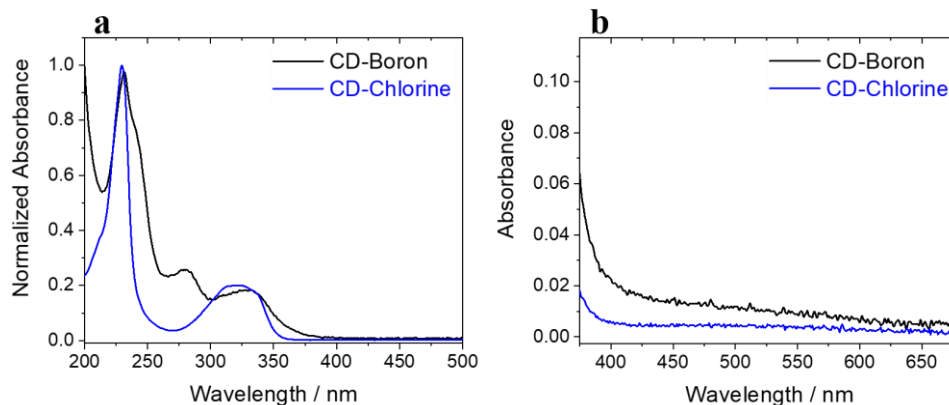 a
Normalized Absorbance
1.0
0.8
0.6
0.4
0.2
0.0
CD-Boron
CD-Chlorine
200 250 300 350 400 450 500
Wavelength / nm
b
Absorbance
0.10
0.08
0.06
0.04
0.02
0.00
CD-Boron
CD-Chlorine
400 450 500 550 600 650
Wavelength / nm